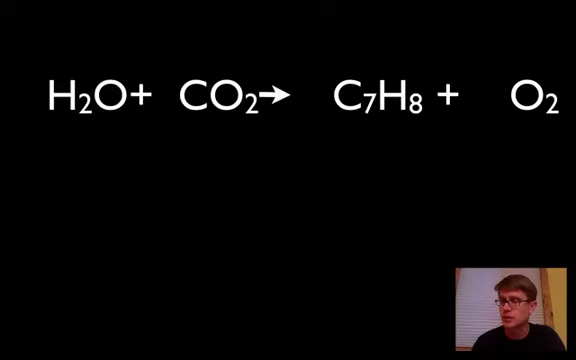 H₂O+ CO₂→ C₇H₈ + O₂